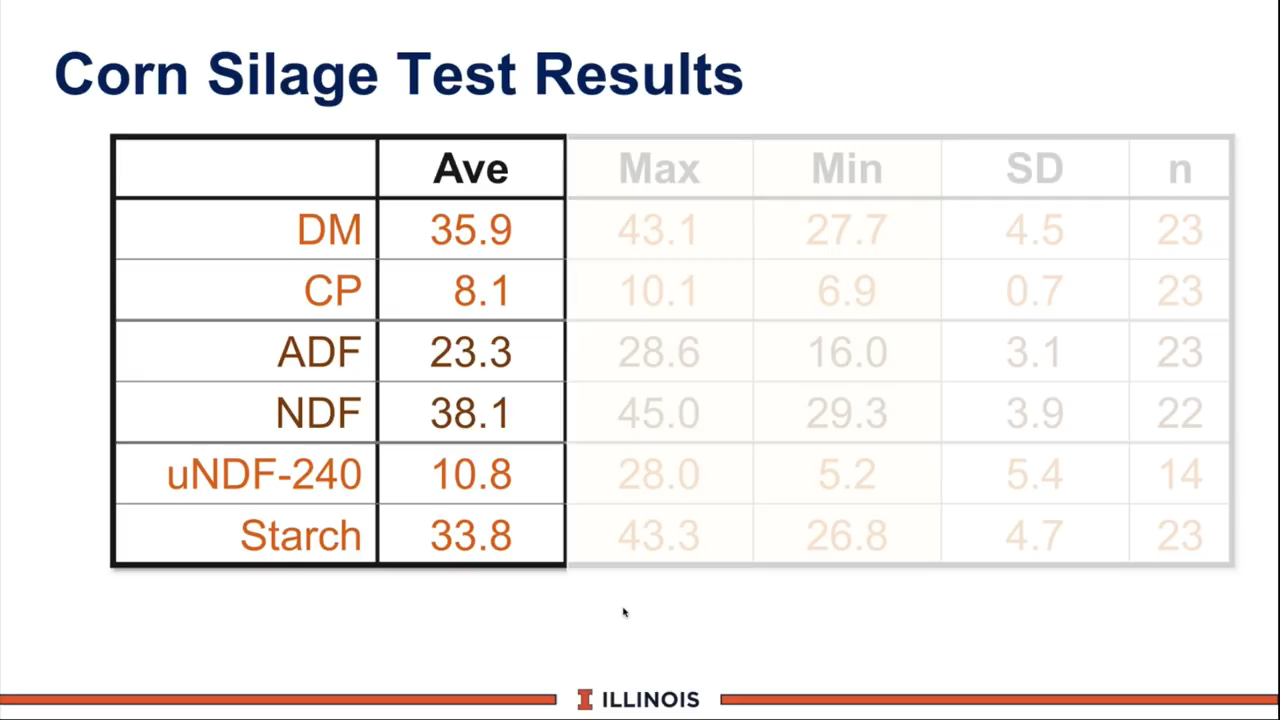 Corn Silage Test Results
Ave Max Min SD n
DM 35.9 43.1 27.7 4.5 23
CP 8.1 10.1 6.9 0.7 23
ADF 23.3 28.6 16.0 3.1 23
NDF 38.1 45.0 29.3 3.9 22
uNDF-240 10.8 28.0 5.2 5.4 14
Starch 33.8 43.3 26.8 4.7 23
I ILLINOIS